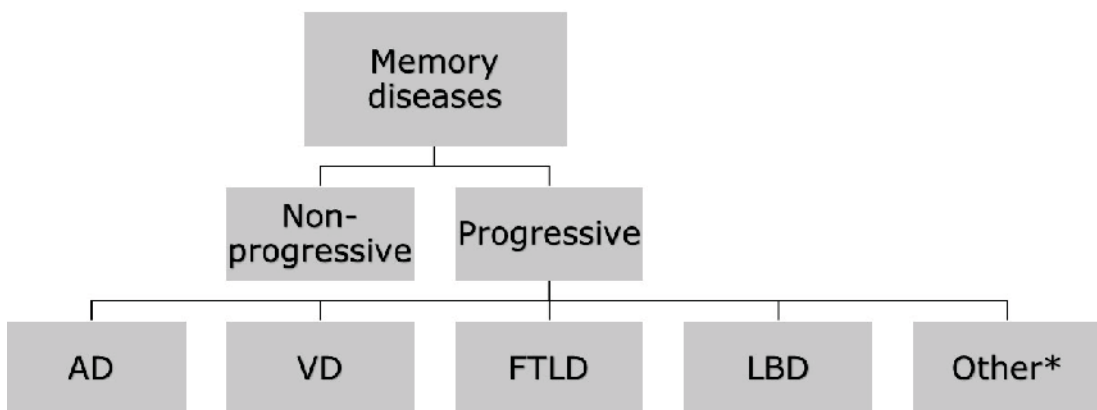 Memory
diseases
Non-
progressive
Progressive
AD
VD
FTLD
LBD
Other*